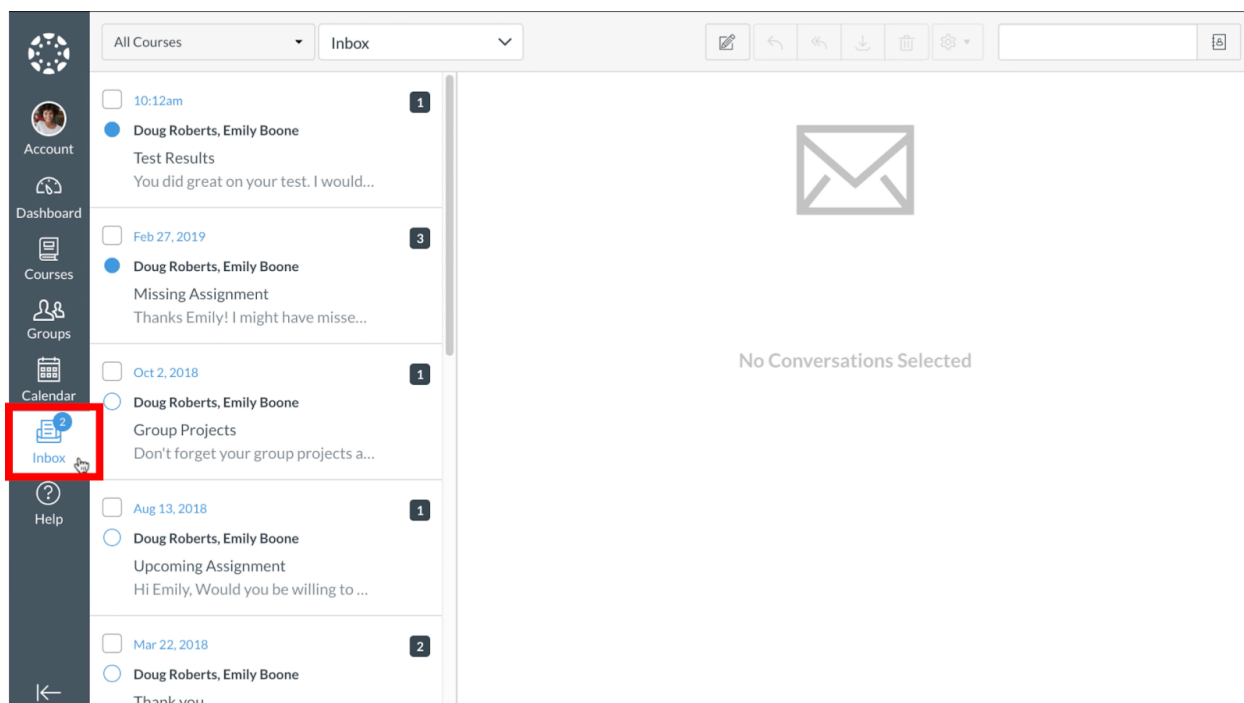 All Courses
Inbox
Account
Dashboard
Courses
Groups
Calendar
2
Inbox
Help
10:12am
1
Doug Roberts, Emily Boone
Test Results
You did great on your test. I would...
Feb 27, 2019
3
Doug Roberts, Emily Boone
Missing Assignment
Thanks Emily! I might have misse...
Oct 2, 2018
1
Doug Roberts, Emily Boone
Group Projects
Don't forget your group projects a...
Aug 13, 2018
1
Doug Roberts, Emily Boone
Upcoming Assignment
Hi Emily, Would you be willing to ...
Mar 22, 2018
2
Doug Roberts, Emily Boone
Thank you
No Conversations Selected